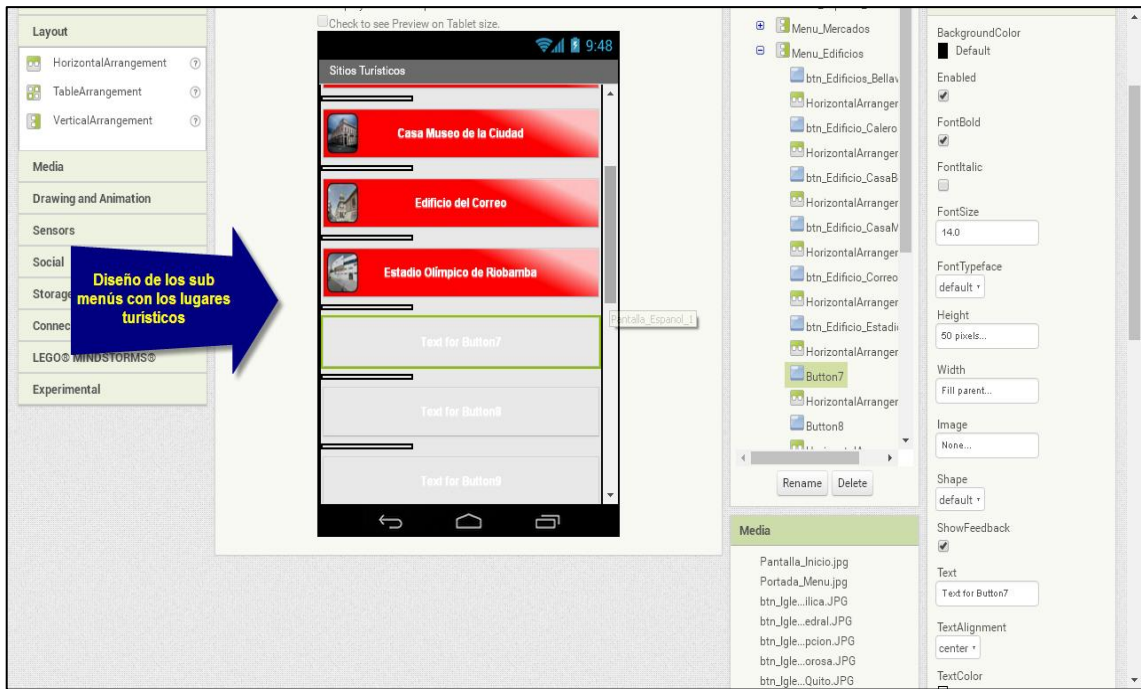 Layout
HorizontalArrangement
TableArrangement
VerticalArrangement
Media
Drawing and Animation
Sensors
Social
Storage
Connec
LEGO® MINDSTORMS®
Experimental
Diseño de los sub
menús con los lugares
turísticos
Check to see Preview on Tablet size.
9:48
Sitios Turísticos
Casa Museo de la Ciudad
Edificio del Correo
Estadio Olímpico de Riobamba
Text for Button7
Text for Button8
Text for Button9
Pantalla_Espanol_1
Menu_Mercados
Menu_Edificios
btn_Edificios_Bellav
HorizontalArranger
btn_Edificio_Calero
HorizontalArranger
btn_Edificio_CasaB
HorizontalArranger
btn_Edificio_CasaM
HorizontalArranger
btn_Edificio_Correo
HorizontalArranger
btn_Edificio_Estadio
HorizontalArranger
Button7
HorizontalArranger
Button8
Rename
Delete
Media
Pantalla_Inicio.jpg
Portada_Menu.jpg
btn_Igle...ilica.JPG
btn_Igle...edral.JPG
btn_Igle...pcion.JPG
btn_Igle...orosa.JPG
btn_Igle...Quito.JPG
BackgroundColor
Default
Enabled
FontBold
FontItalic
FontSize
14.0
FontTypeface
default
Height
50 pixels...
Width
Fill parent...
Image
None...
Shape
default
ShowFeedback
Text
Text for Button7
TextAlignment
center
TextColor